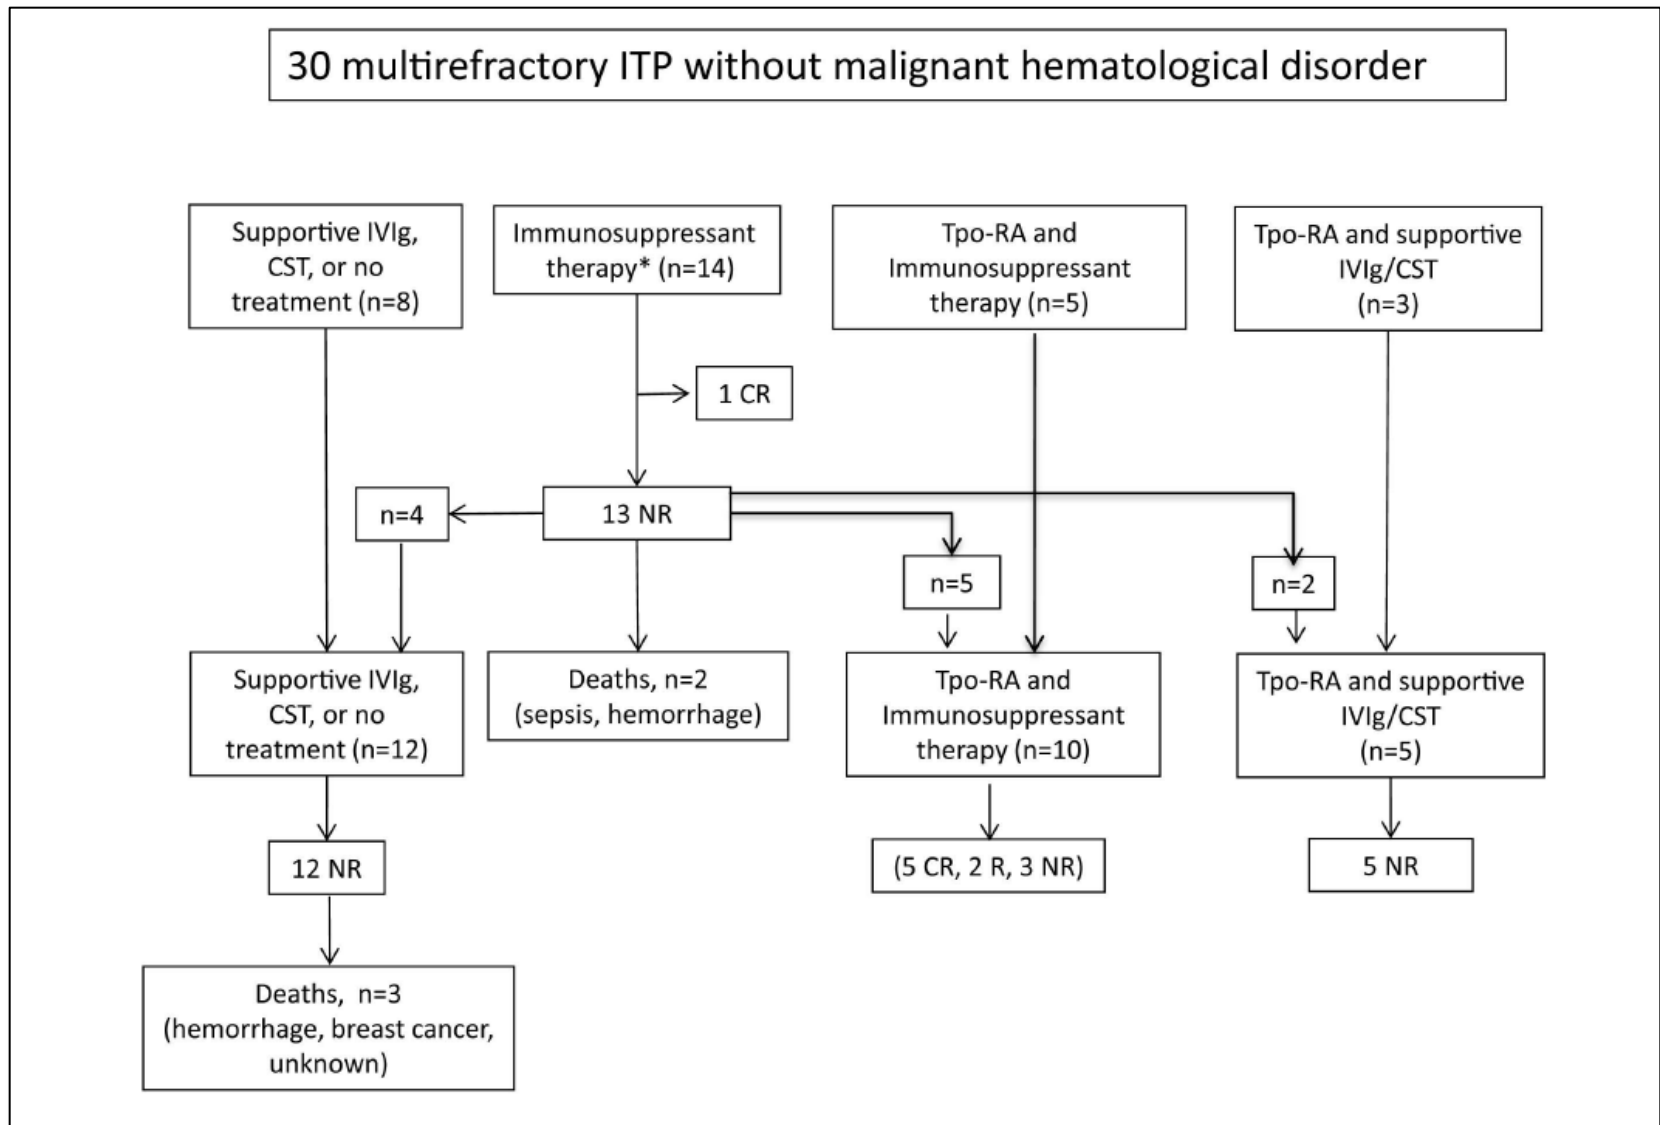 30 multirefractory ITP without malignant hematological disorder
Supportive IVIg,
CST, or no
treatment (n=8)
Immunosuppressant
therapy* (n=14)
Tpo-RA and
Immunosuppressant
therapy (n=5)
Tpo-RA and supportive
IVIg/CST
(n=3)
1 CR
n=4
13 NR
n=5
n=2
Supportive IVIg,
CST, or no
treatment (n=12)
Deaths, n=2
(sepsis, hemorrhage)
Tpo-RA and
Immunosuppressant
therapy (n=10)
Tpo-RA and supportive
IVIg/CST
(n=5)
12 NR
(5 CR, 2 R, 3 NR)
5 NR
Deaths, n=3
(hemorrhage, breast cancer,
unknown)